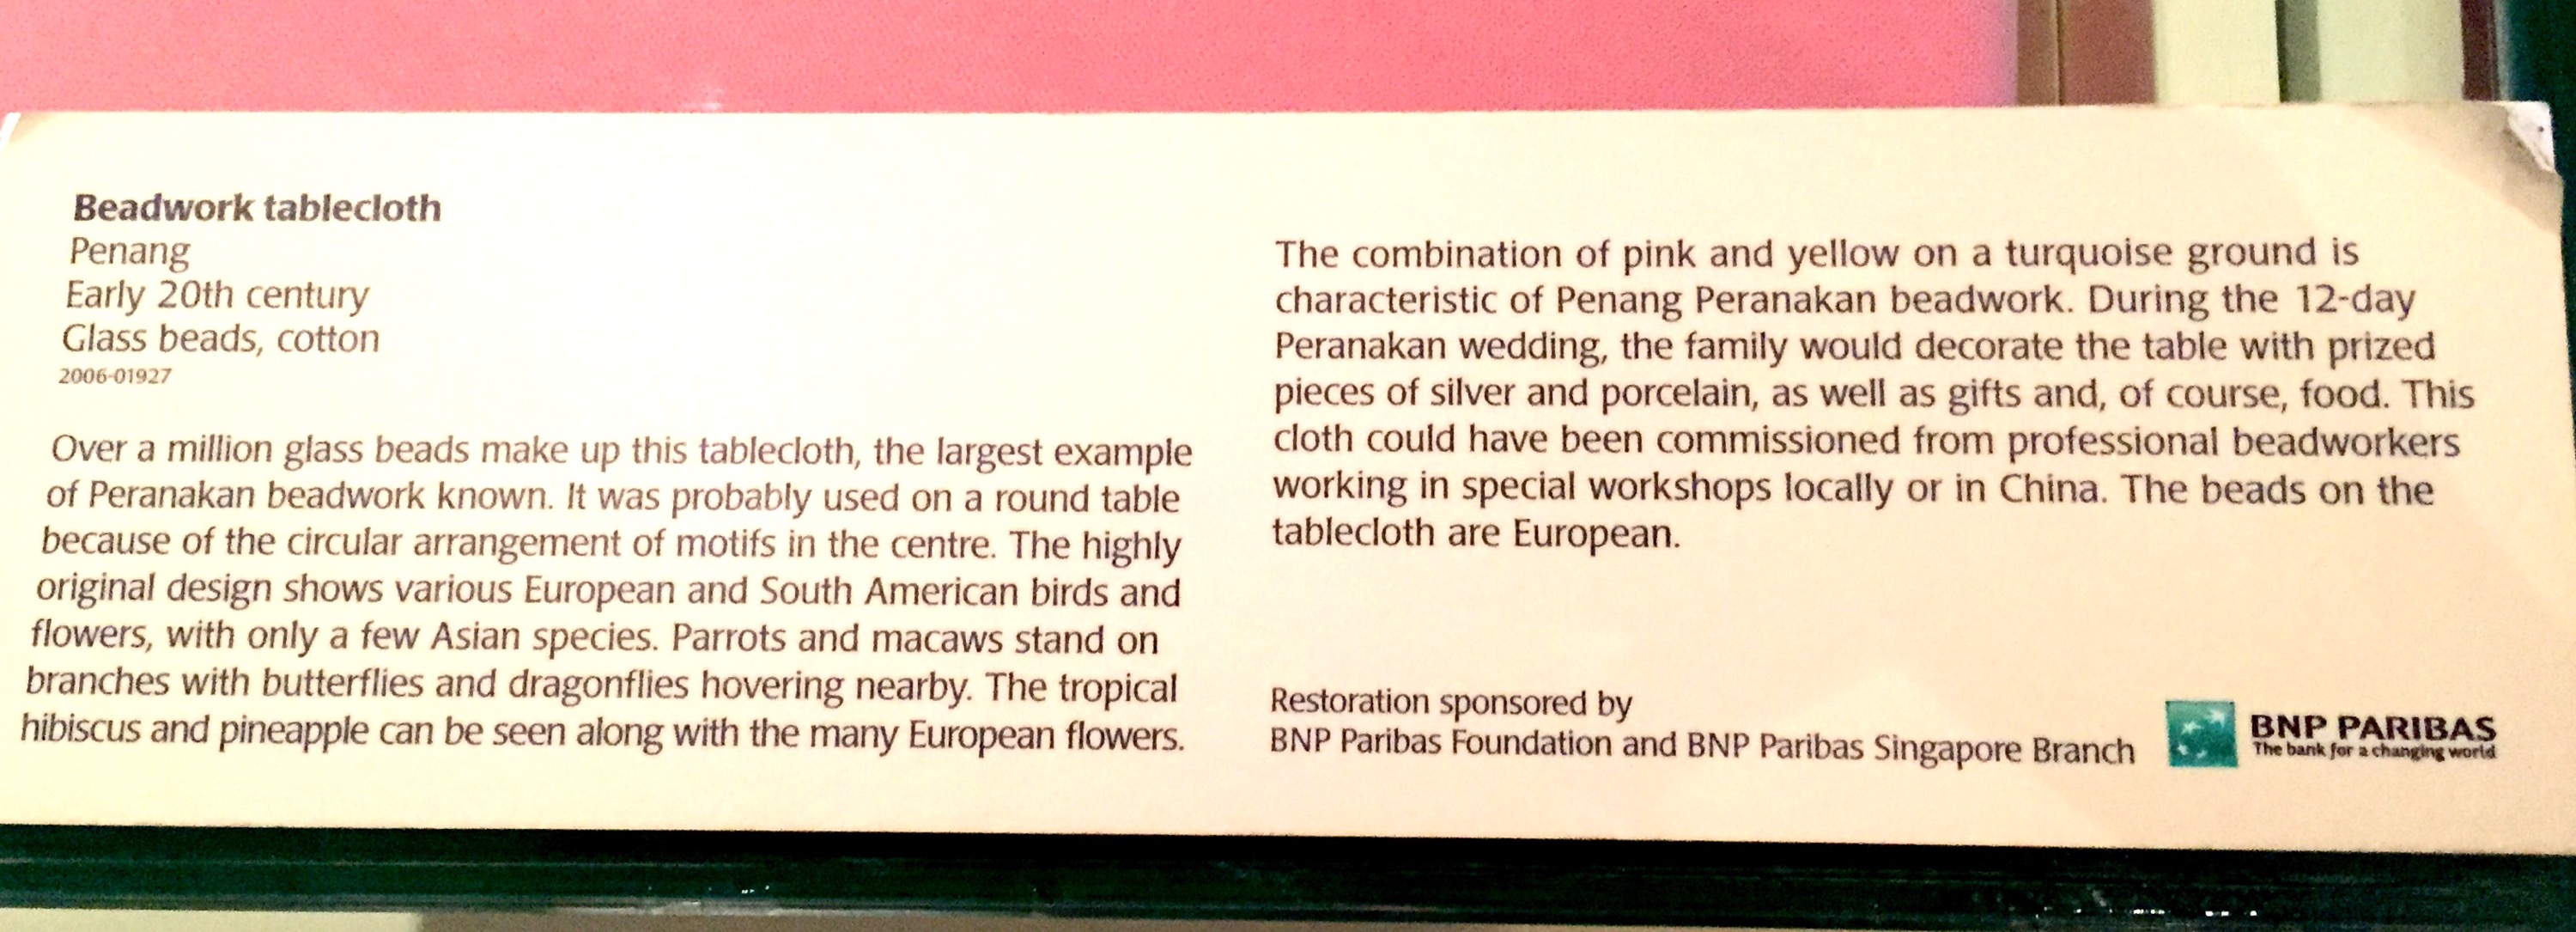 Beadwork tablecloth
Penang
Early 20th century
Glass beads, cotton
2006-01927
Over a million glass beads make up this tablecloth, the largest example
of Peranakan beadwork known. It was probably used on a round table
because of the circular arrangement of motifs in the centre. The highly
original design shows various European and South American birds and
flowers, with only a few Asian species. Parrots and macaws stand on
branches with butterflies and dragonflies hovering nearby. The tropical
hibiscus and pineapple can be seen along with the many European flowers.
The combination of pink and yellow on a turquoise ground is
characteristic of Penang Peranakan beadwork. During the 12-day
Peranakan wedding, the family would decorate the table with prized
pieces of silver and porcelain, as well as gifts and, of course, food. This
cloth could have been commissioned from professional beadworkers
working in special workshops locally or in China. The beads on the
tablecloth are European.
Restoration sponsored by
BNP Paribas Foundation and BNP Paribas Singapore Branch
BNP PARIBAS
The bank for a changing world